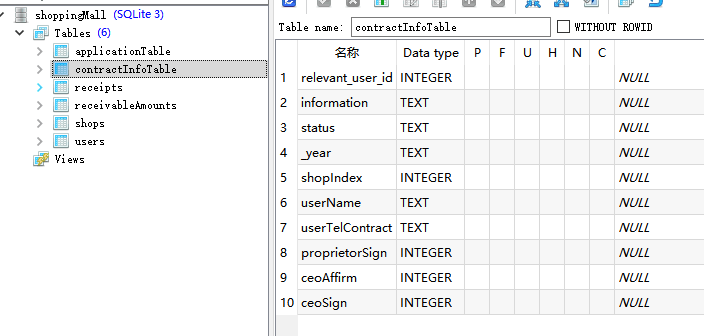 shoppingMall (SQLite 3)
Tables (6)
applicationTable
contractInfoTable
receipts
receivableAmounts
shops
users
Views
Table name: contractInfoTable WITHOUT ROWID
名称 Data type P F U H N C
1 relevant_user_id INTEGER NULL
2 information TEXT NULL
3 status TEXT NULL
4 _year TEXT NULL
5 shopIndex INTEGER NULL
6 userName TEXT NULL
7 userTelContract TEXT NULL
8 proprietorSign INTEGER NULL
9 ceoAffirm INTEGER NULL
10 ceoSign INTEGER NULL